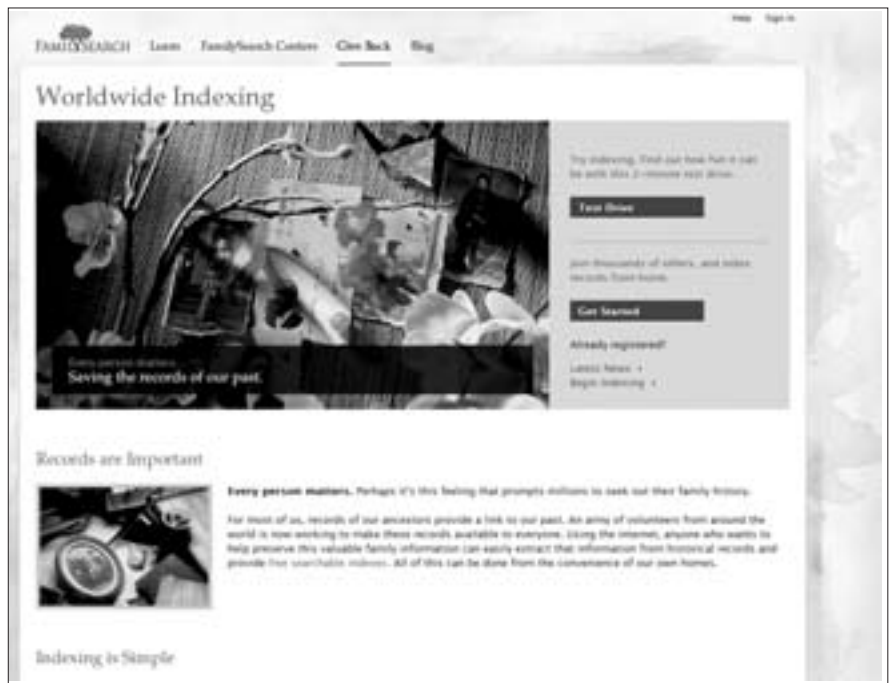 Help Sign In
FAMILYSEARCH Learn FamilySearch Centers Give Back Blog
Worldwide Indexing
Try indexing. Find out how fun it can
be with this 2-minute test drive.
Test Drive
Join thousands of others, and index
records from home.
Get Started
Already registered?
Latest News
Begin Indexing
Every person matters.
Saving the records of our past.
Records are Important
Every person matters. Perhaps it's this feeling that prompts millions to seek out their family history.
For most of us, records of our ancestors provide a link to our past. An army of volunteers from around the
world is now working to make these records available to everyone. Using the internet, anyone who wants to
help preserve this valuable family information can easily extract that information from historical records and
provide free searchable indexes. All of this can be done from the convenience of our own homes.
Indexing is Simple